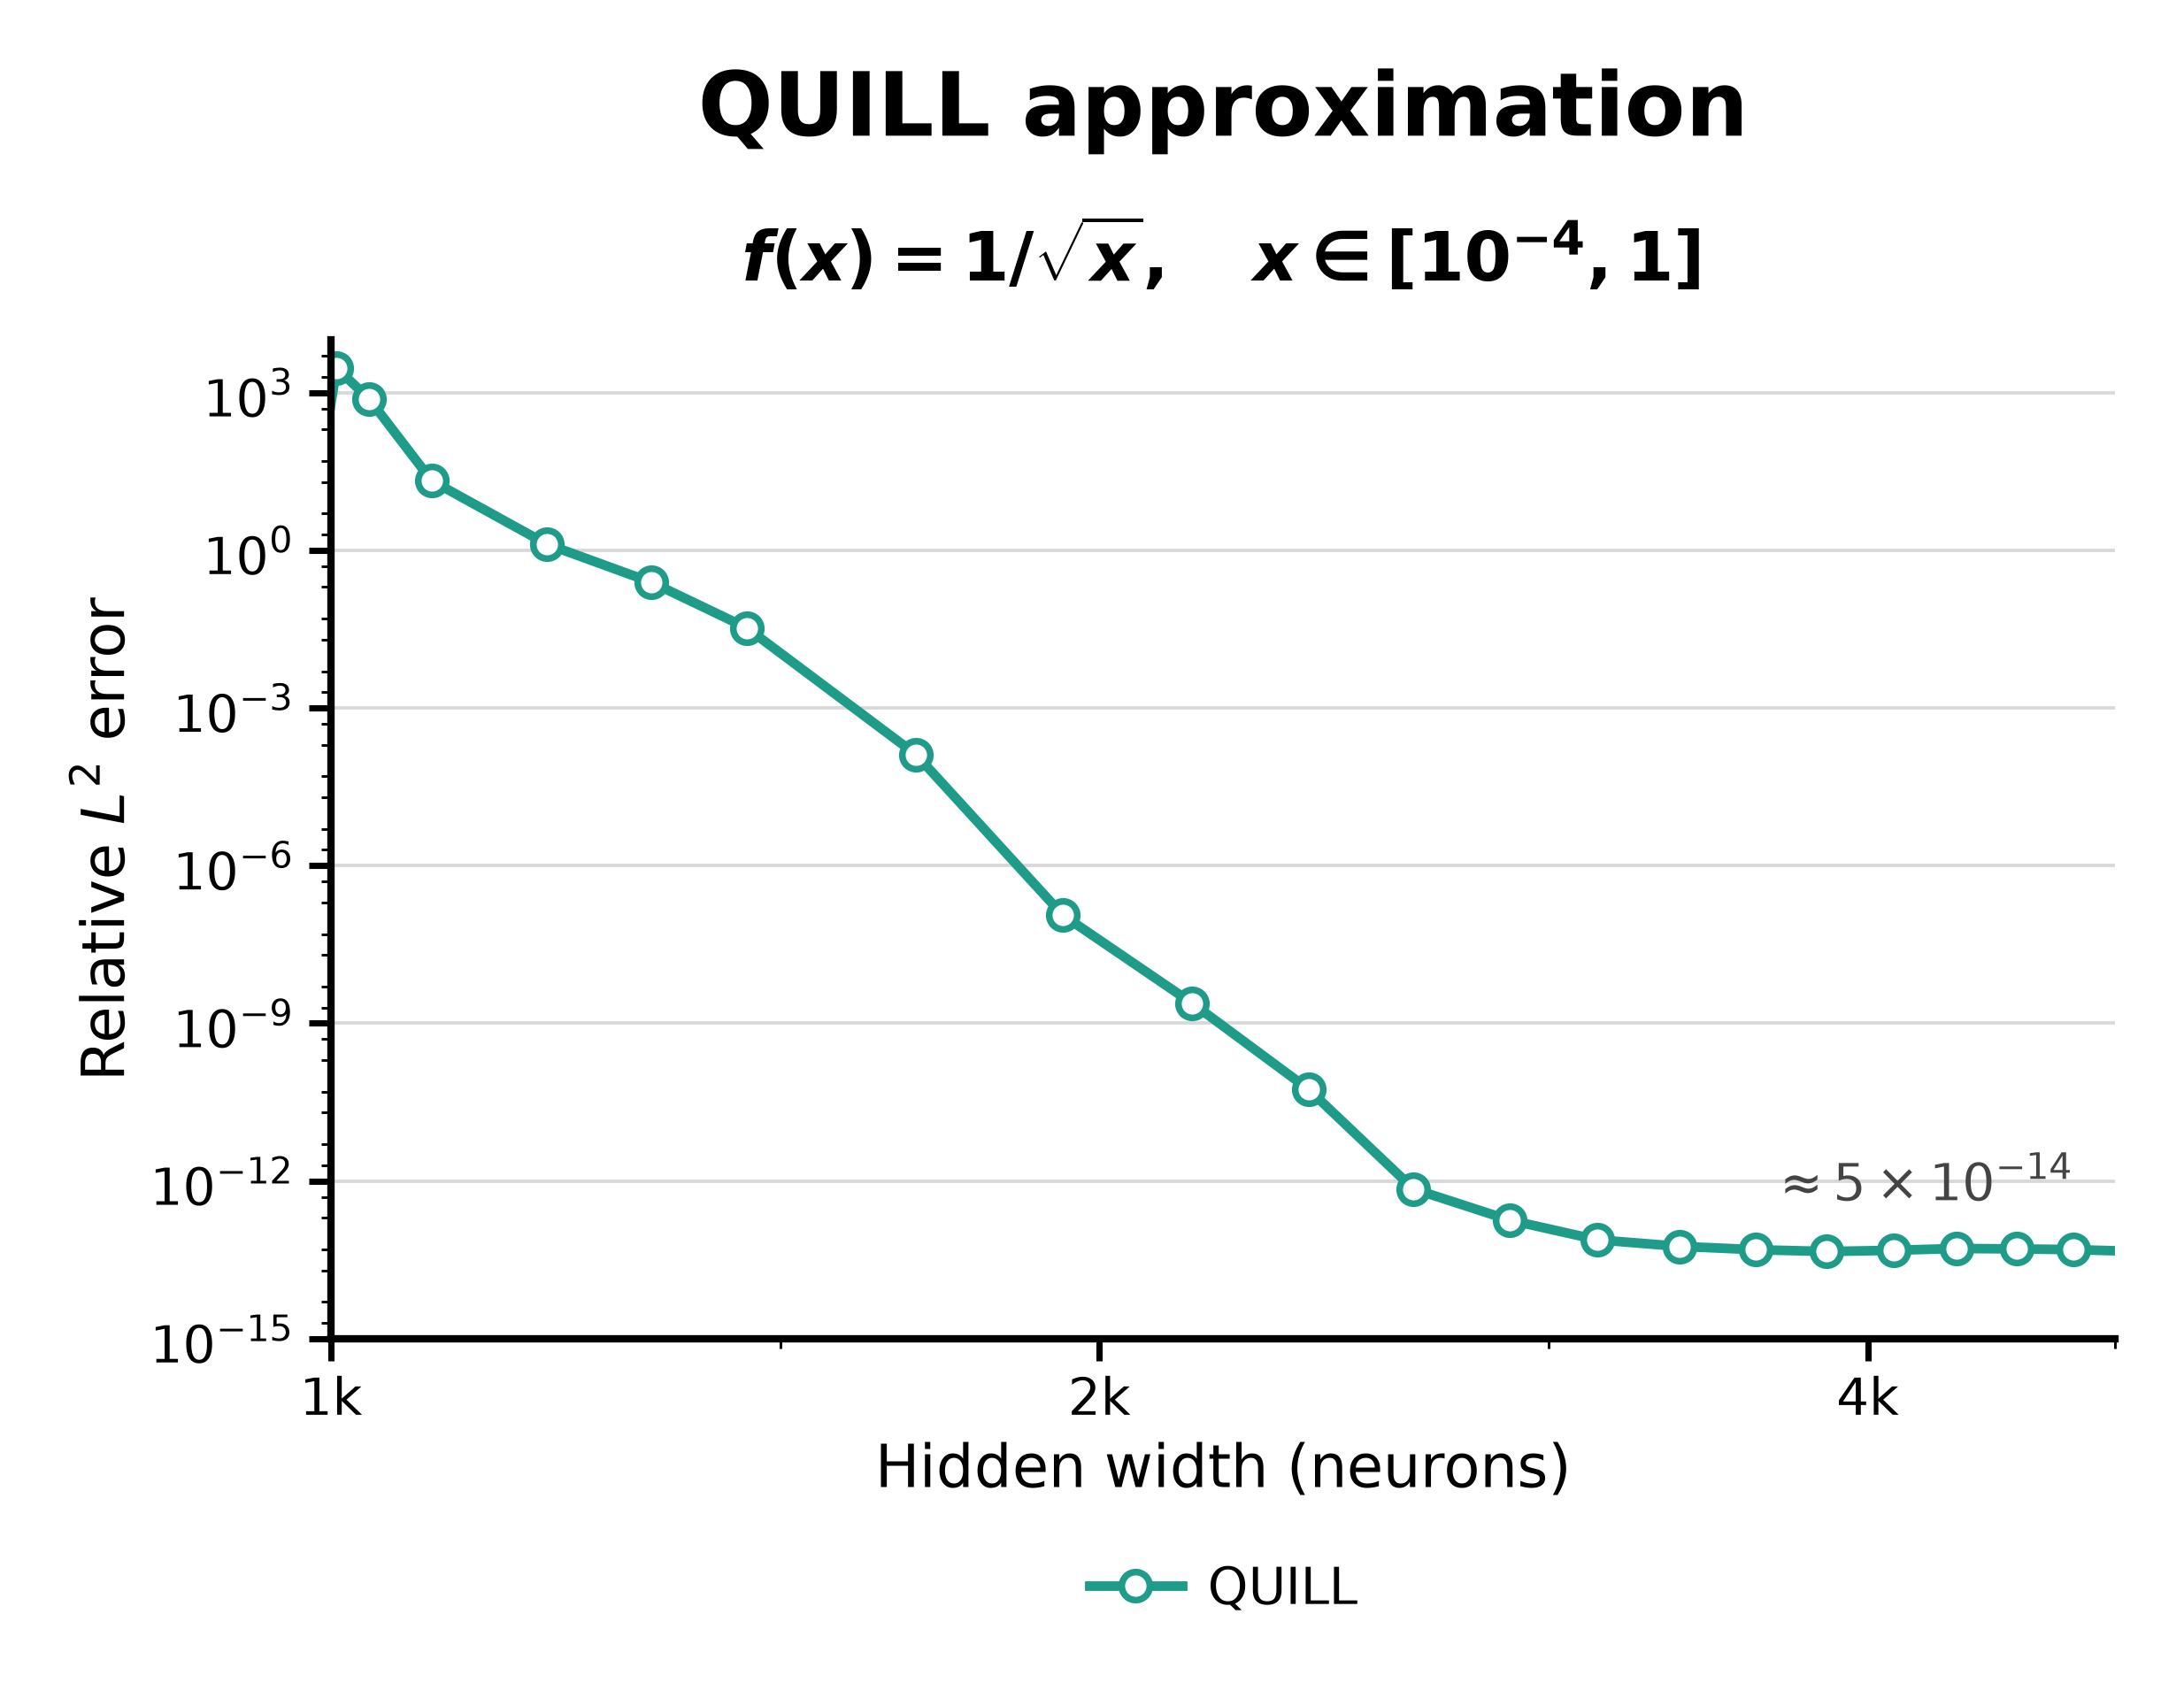 QUILL approximation
f(x) = 1/√x, x ∈ [10⁻⁴, 1]
10³
10⁰
10⁻³
10⁻⁶
10⁻⁹
10⁻¹²
10⁻¹⁵
Relative L² error
≈ 5 × 10⁻¹⁴
1k 2k 4k
Hidden width (neurons)
QUILL